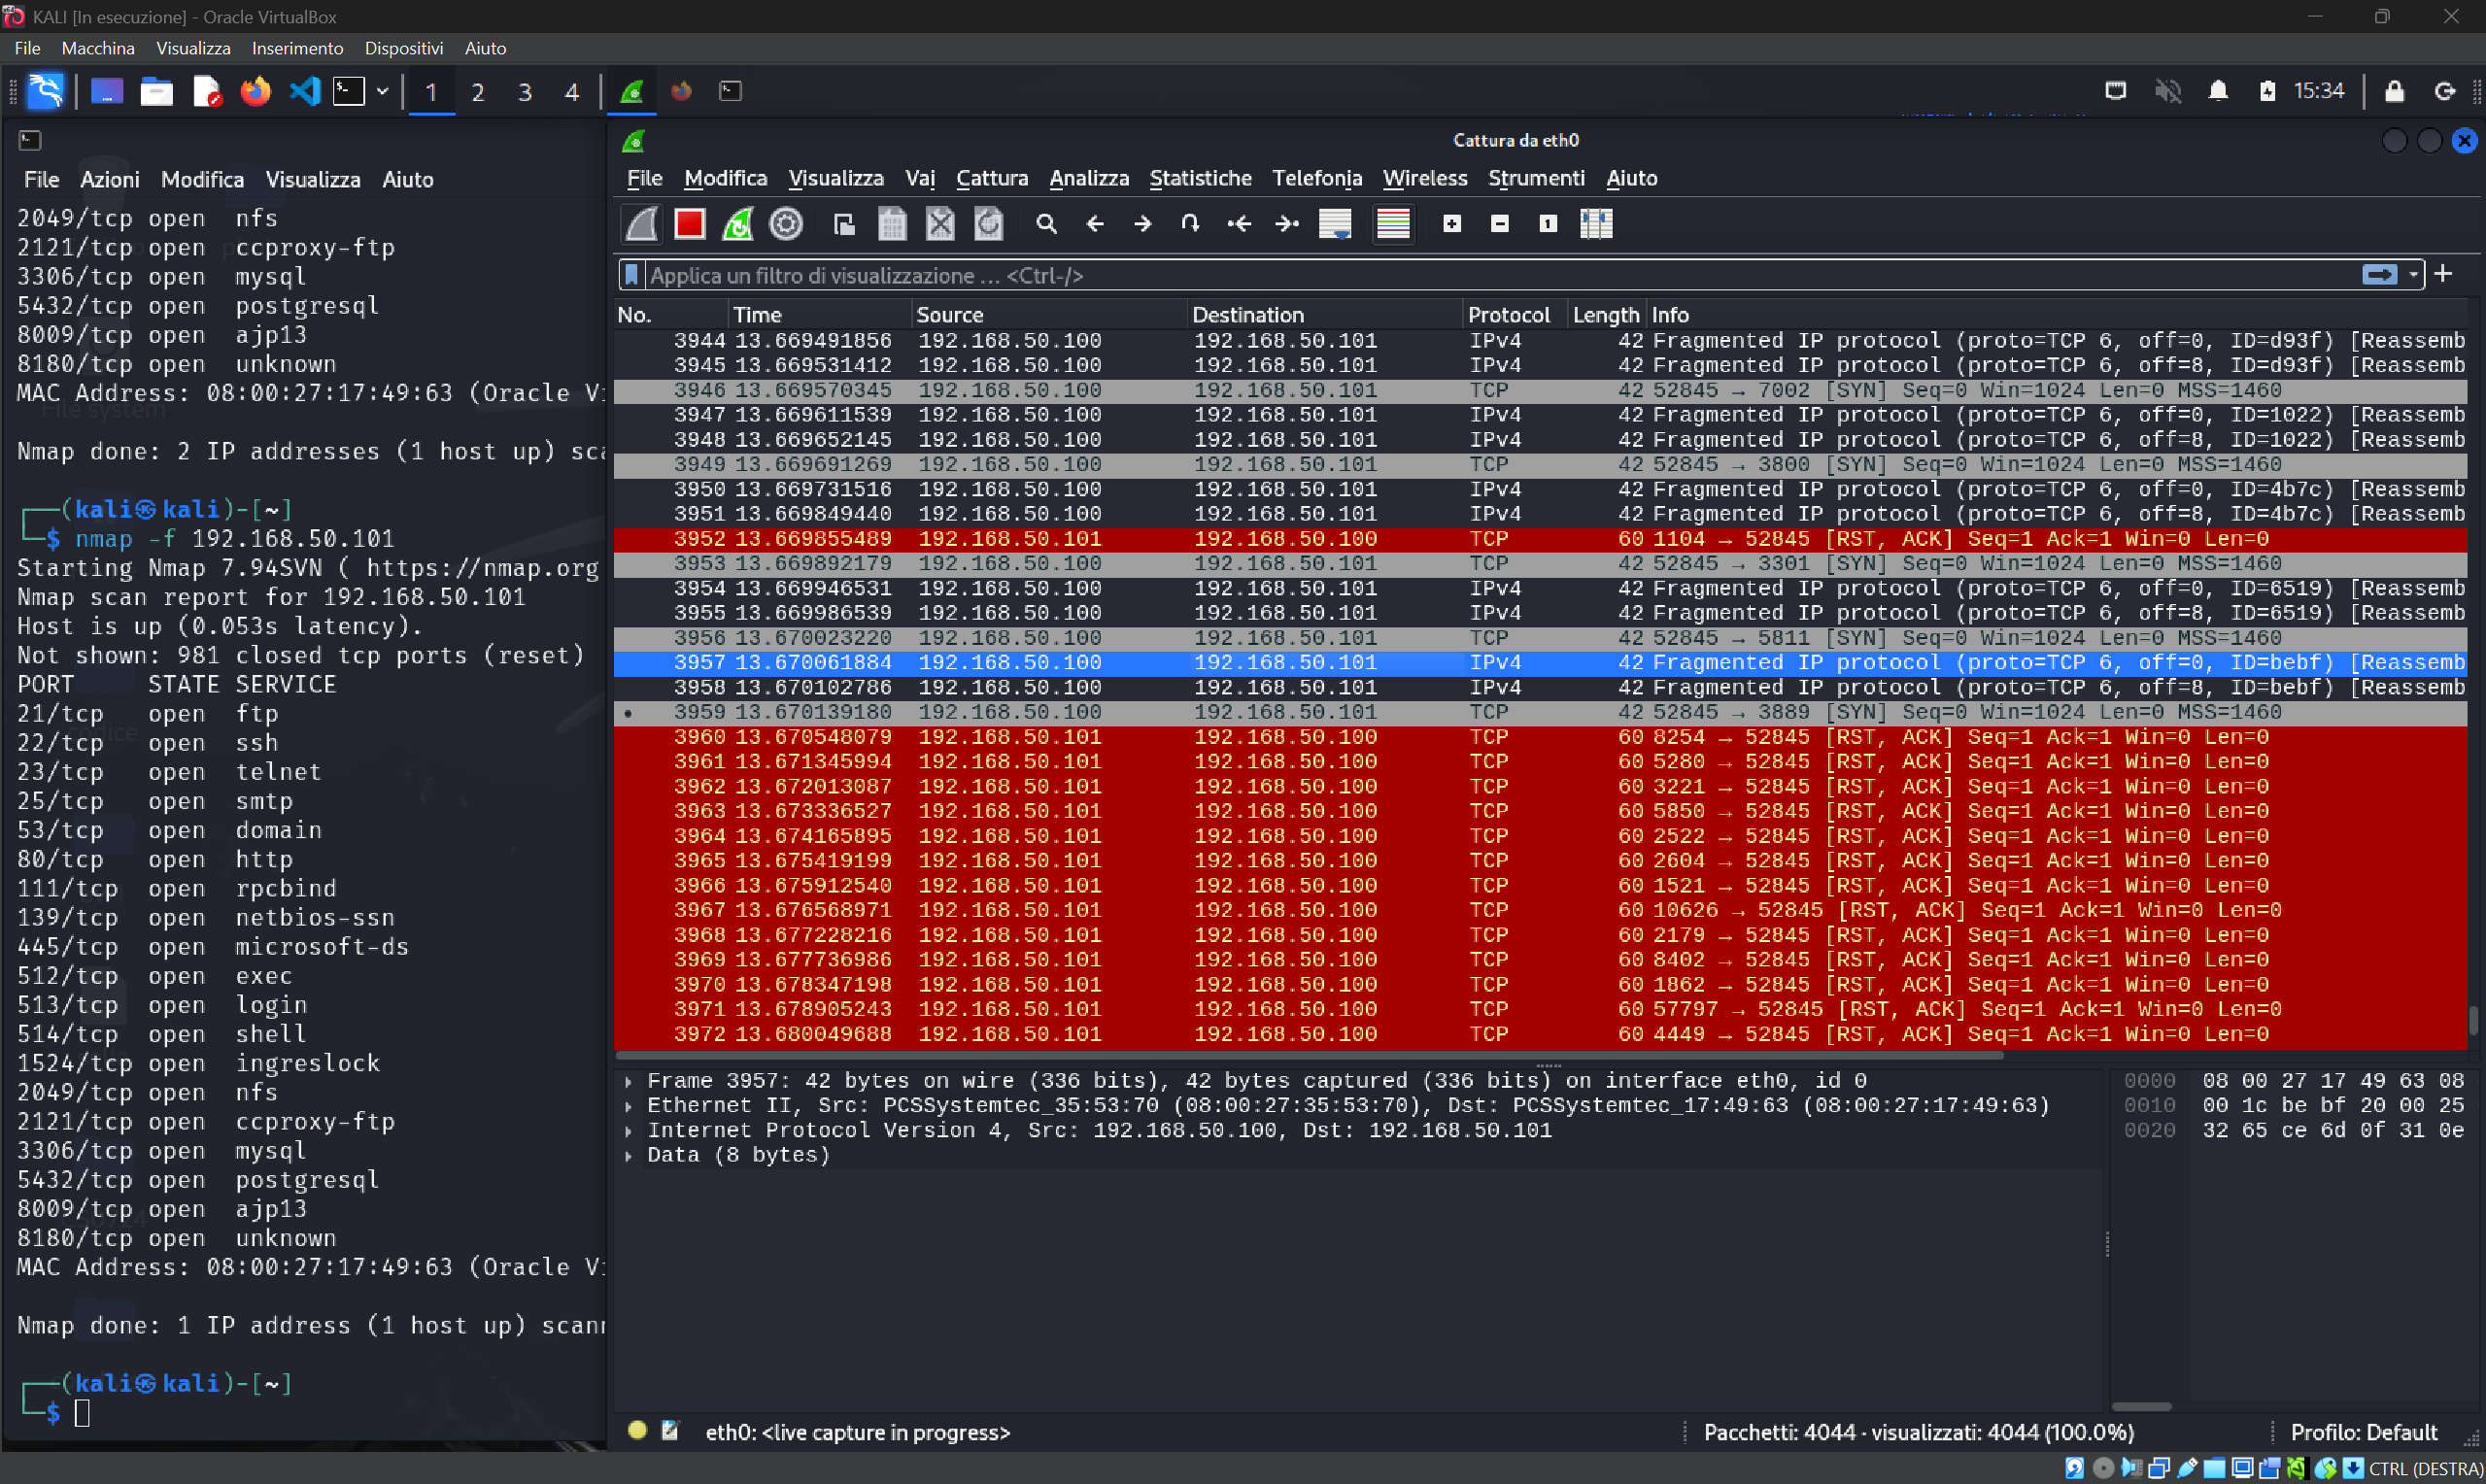 KALI [In esecuzione] - Oracle VirtualBox
File Macchina Visualizza Inserimento Dispositivi Aiuto
1 2 3 4
15:34
File Azioni Modifica Visualizza Aiuto
2049/tcp open nfs
2121/tcp open ccproxy-ftp
3306/tcp open mysql
5432/tcp open postgresql
8009/tcp open ajp13
8180/tcp open unknown
MAC Address: 08:00:27:17:49:63 (Oracle
File system
Nmap done: 2 IP addresses (1 host up)
(kali㉿kali)-[~]
$ nmap -f 192.168.50.101
Starting Nmap 7.94SVN ( https://nmap.org
Nmap scan report for 192.168.50.101
Host is up (0.053s latency).
Not shown: 981 closed tcp ports (reset)
PORT STATE SERVICE
21/tcp open ftp
22/tcp open ssh
codice
23/tcp open telnet
25/tcp open smtp
53/tcp open domain
80/tcp open http
111/tcp open rpcbind
139/tcp open netbios-ssn
445/tcp open microsoft-ds
512/tcp open exec
513/tcp open login
514/tcp open shell
1524/tcp open ingreslock
2049/tcp open nfs
2121/tcp open ccproxy-ftp
3306/tcp open mysql
5432/tcp open postgresql
8009/tcp open ajp13
8180/tcp open unknown
MAC Address: 08:00:27:17:49:63 (Oracle
Nmap done: 1 IP address (1 host up)
(kali㉿kali)-[~]
$
Cattura da eth0
File Modifica Visualizza Vai Cattura Analizza Statistiche Telefonia Wireless Strumenti Aiuto
Applica un filtro di visualizzazione … <Ctrl-/>
No. Time Source Destination Protocol Length Info
3944 13.669491856 192.168.50.100 192.168.50.101 IPv4 42 Fragmented IP protocol (proto=TCP 6, off=0, ID=d93f) [Reassemb
3945 13.669531412 192.168.50.100 192.168.50.101 IPv4 42 Fragmented IP protocol (proto=TCP 6, off=8, ID=d93f) [Reassemb
3946 13.669570345 192.168.50.100 192.168.50.101 TCP 42 52845 → 7002 [SYN] Seq=0 Win=1024 Len=0 MSS=1460
3947 13.669611539 192.168.50.100 192.168.50.101 IPv4 42 Fragmented IP protocol (proto=TCP 6, off=0, ID=1022) [Reassemb
3948 13.669652145 192.168.50.100 192.168.50.101 IPv4 42 Fragmented IP protocol (proto=TCP 6, off=8, ID=1022) [Reassemb
3949 13.669691269 192.168.50.100 192.168.50.101 TCP 42 52845 → 3800 [SYN] Seq=0 Win=1024 Len=0 MSS=1460
3950 13.669731516 192.168.50.100 192.168.50.101 IPv4 42 Fragmented IP protocol (proto=TCP 6, off=0, ID=4b7c) [Reassemb
3951 13.669849440 192.168.50.100 192.168.50.101 IPv4 42 Fragmented IP protocol (proto=TCP 6, off=8, ID=4b7c) [Reassemb
3952 13.669855489 192.168.50.101 192.168.50.100 TCP 60 1104 → 52845 [RST, ACK] Seq=1 Ack=1 Win=0 Len=0
3953 13.669892179 192.168.50.100 192.168.50.101 TCP 42 52845 → 3301 [SYN] Seq=0 Win=1024 Len=0 MSS=1460
3954 13.669946531 192.168.50.100 192.168.50.101 IPv4 42 Fragmented IP protocol (proto=TCP 6, off=0, ID=6519) [Reassemb
3955 13.669986539 192.168.50.100 192.168.50.101 IPv4 42 Fragmented IP protocol (proto=TCP 6, off=8, ID=6519) [Reassemb
3956 13.670023220 192.168.50.100 192.168.50.101 TCP 42 52845 → 5811 [SYN] Seq=0 Win=1024 Len=0 MSS=1460
3957 13.670061884 192.168.50.100 192.168.50.101 IPv4 42 Fragmented IP protocol (proto=TCP 6, off=0, ID=bebf) [Reassemb
3958 13.670102786 192.168.50.100 192.168.50.101 IPv4 42 Fragmented IP protocol (proto=TCP 6, off=8, ID=bebf) [Reassemb
3959 13.670139180 192.168.50.100 192.168.50.101 TCP 42 52845 → 3889 [SYN] Seq=0 Win=1024 Len=0 MSS=1460
3960 13.670548079 192.168.50.101 192.168.50.100 TCP 60 8254 → 52845 [RST, ACK] Seq=1 Ack=1 Win=0 Len=0
3961 13.671345994 192.168.50.101 192.168.50.100 TCP 60 5280 → 52845 [RST, ACK] Seq=1 Ack=1 Win=0 Len=0
3962 13.672013087 192.168.50.101 192.168.50.100 TCP 60 3221 → 52845 [RST, ACK] Seq=1 Ack=1 Win=0 Len=0
3963 13.673336527 192.168.50.101 192.168.50.100 TCP 60 5850 → 52845 [RST, ACK] Seq=1 Ack=1 Win=0 Len=0
3964 13.674165895 192.168.50.101 192.168.50.100 TCP 60 2522 → 52845 [RST, ACK] Seq=1 Ack=1 Win=0 Len=0
3965 13.675419199 192.168.50.101 192.168.50.100 TCP 60 2604 → 52845 [RST, ACK] Seq=1 Ack=1 Win=0 Len=0
3966 13.675912540 192.168.50.101 192.168.50.100 TCP 60 1521 → 52845 [RST, ACK] Seq=1 Ack=1 Win=0 Len=0
3967 13.676568971 192.168.50.101 192.168.50.100 TCP 60 10626 → 52845 [RST, ACK] Seq=1 Ack=1 Win=0 Len=0
3968 13.677228216 192.168.50.101 192.168.50.100 TCP 60 2179 → 52845 [RST, ACK] Seq=1 Ack=1 Win=0 Len=0
3969 13.677736986 192.168.50.101 192.168.50.100 TCP 60 8402 → 52845 [RST, ACK] Seq=1 Ack=1 Win=0 Len=0
3970 13.678347198 192.168.50.101 192.168.50.100 TCP 60 1862 → 52845 [RST, ACK] Seq=1 Ack=1 Win=0 Len=0
3971 13.678905243 192.168.50.101 192.168.50.100 TCP 60 57797 → 52845 [RST, ACK] Seq=1 Ack=1 Win=0 Len=0
3972 13.680049688 192.168.50.101 192.168.50.100 TCP 60 4449 → 52845 [RST, ACK] Seq=1 Ack=1 Win=0 Len=0
Frame 3957: 42 bytes on wire (336 bits), 42 bytes captured (336 bits) on interface eth0, id 0
Ethernet II, Src: PCSSystemtec_35:53:70 (08:00:27:35:53:70), Dst: PCSSystemtec_17:49:63 (08:00:27:17:49:63)
Internet Protocol Version 4, Src: 192.168.50.100, Dst: 192.168.50.101
Data (8 bytes)
0000 08 00 27 17 49 63 08
0010 00 1c be bf 20 00 25
0020 32 65 ce 6d 0f 31 0e
eth0: <live capture in progress>
Pacchetti: 4044 · visualizzati: 4044 (100.0%)
Profilo: Default
CTRL (DESTRA)